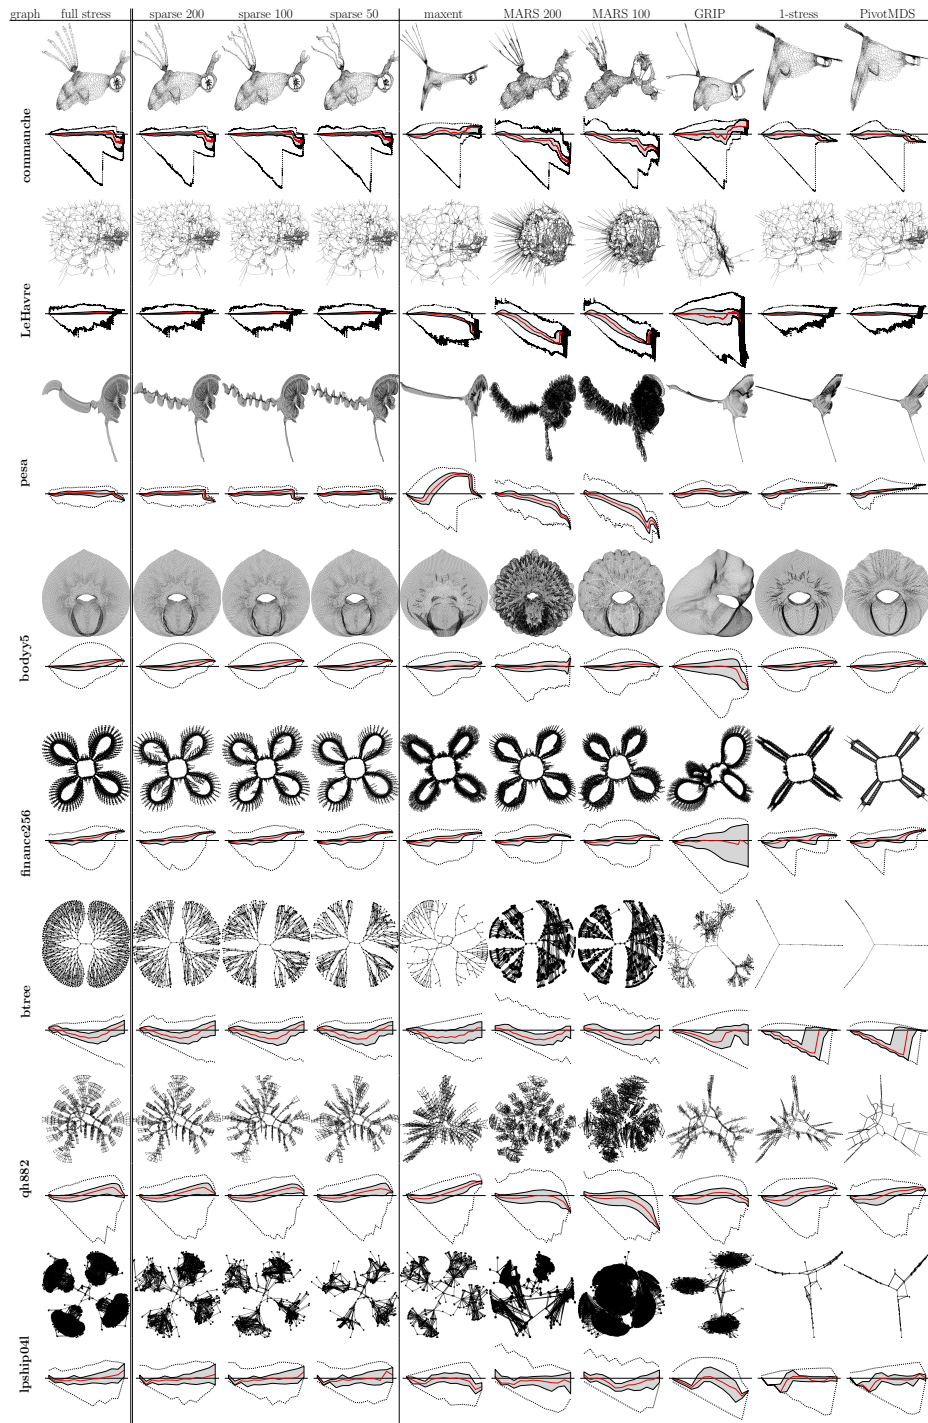 graph full stress sparse 200 sparse 100 sparse 50 maxent MARS 200 MARS 100 GRIP 1-stress PivotMDS
commanche
LeHavre
pesa
bodyy5
finance256
btree
qh882
lpship04l